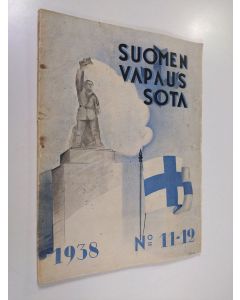 SUOMEN
VAPAUS
SOTA
1938 No 11-12